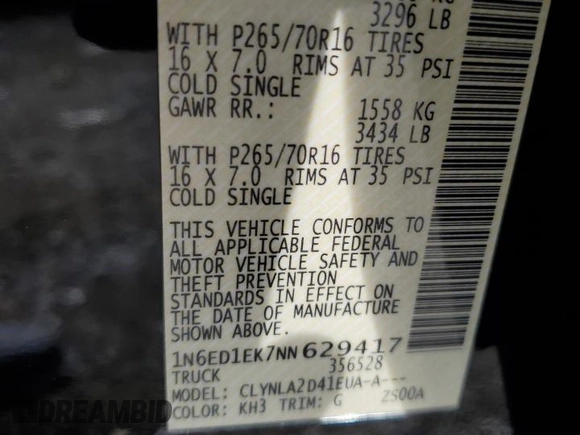 3296 LB
WITH P265/70R16 TIRES
16 X 7.0 RIMS AT 35 PSI
COLD SINGLE
GAWR RR.: 1558 KG
3434 LB
WITH P265/70R16 TIRES
16 X 7.0 RIMS AT 35 PSI
COLD SINGLE
THIS VEHICLE CONFORMS TO
ALL APPLICABLE FEDERAL
MOTOR VEHICLE SAFETY AND
THEFT PREVENTION
STANDARDS IN EFFECT ON
THE DATE OF MANUFACTURE
SHOWN ABOVE.
1N6ED1EK7NN629417
TRUCK 356528
MODEL: CLYNLA2D41EUA-A---
COLOR: KH3 TRIM: G 2S00A
DREAMBID